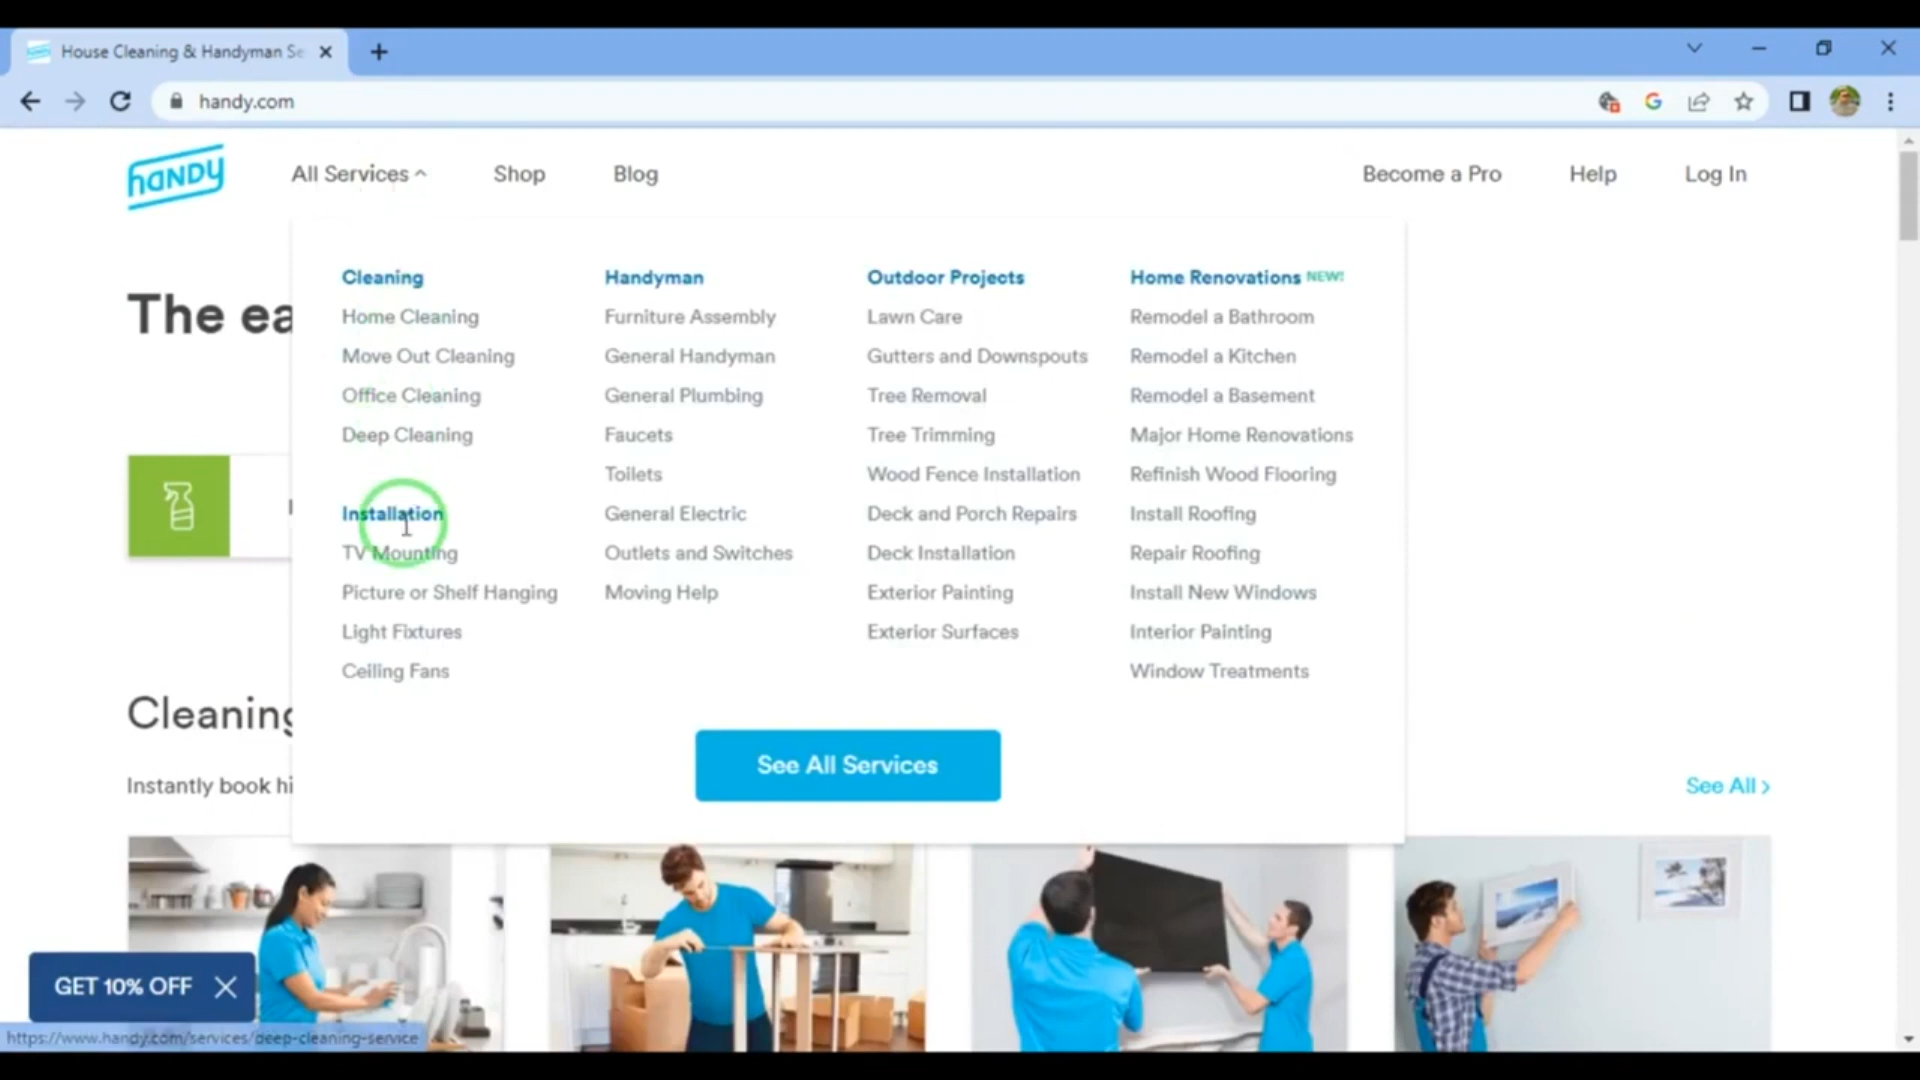 House Cleaning & Handyman Se
handy.com
HANDY
All Services
Shop
Blog
Become a Pro
Help
Log In
The ea
Cleaning
Home Cleaning
Move Out Cleaning
Office Cleaning
Deep Cleaning
Installation
TV Mounting
Picture or Shelf Hanging
Light Fixtures
Ceiling Fans
Handyman
Furniture Assembly
General Handyman
General Plumbing
Faucets
Toilets
General Electric
Outlets and Switches
Moving Help
Outdoor Projects
Lawn Care
Gutters and Downspouts
Tree Removal
Tree Trimming
Wood Fence Installation
Deck and Porch Repairs
Deck Installation
Exterior Painting
Exterior Surfaces
Home Renovations NEW!
Remodel a Bathroom
Remodel a Kitchen
Remodel a Basement
Major Home Renovations
Refinish Wood Flooring
Install Roofing
Repair Roofing
Install New Windows
Interior Painting
Window Treatments
See All Services
Cleaning
Instantly book hi
See All >
GET 10% OFF
https://www.handy.com/services/deep-cleaning-service